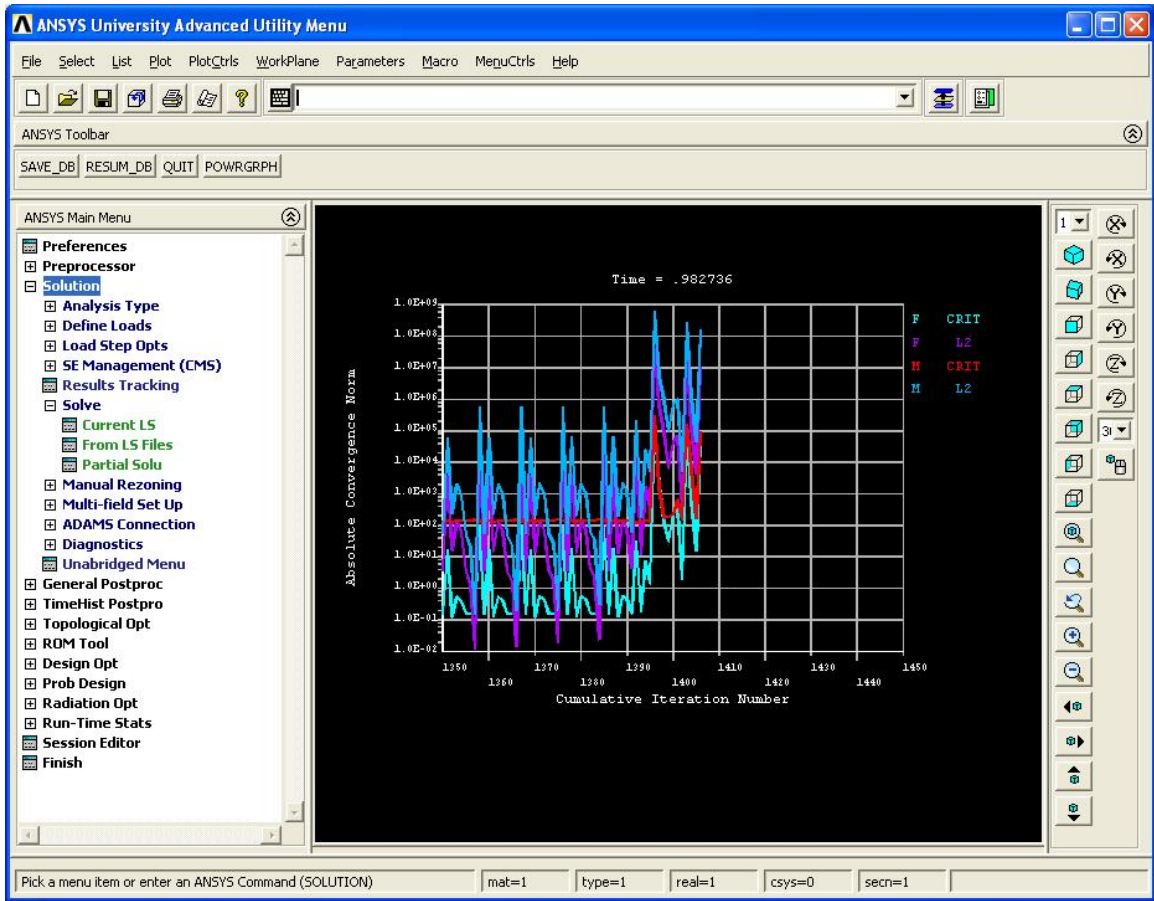 ANSYS University Advanced Utility Menu
File Select List Plot PlotCtrls WorkPlane Parameters Macro MenuCtrls Help
ANSYS Toolbar
SAVE_DB RESUM_DB QUIT POWRGRPH
ANSYS Main Menu
Preferences
Preprocessor
Solution
Analysis Type
Define Loads
Load Step Opts
SE Management (CMS)
Results Tracking
Solve
Current LS
From LS Files
Partial Solu
Manual Rezoning
Multi-field Set Up
ADAMS Connection
Diagnostics
Unabridged Menu
General Postproc
TimeHist Postpro
Topological Opt
ROM Tool
Design Opt
Prob Design
Radiation Opt
Run-Time Stats
Session Editor
Finish
Time = .982736
1.0E+09
1.0E+08
1.0E+07
1.0E+06
1.0E+05
1.0E+04
1.0E+03
1.0E+02
1.0E+01
1.0E+00
1.0E-01
1.0E-02
Absolute Convergence Norm
F CRIT
F L2
M CRIT
M L2
1350 1370 1390 1410 1430 1450
1360 1380 1400 1420 1440
Cumulative Iteration Number
1
X
X
Y
Y
Z
Z
Pick a menu item or enter an ANSYS Command (SOLUTION) mat=1 type=1 real=1 csys=0 secn=1